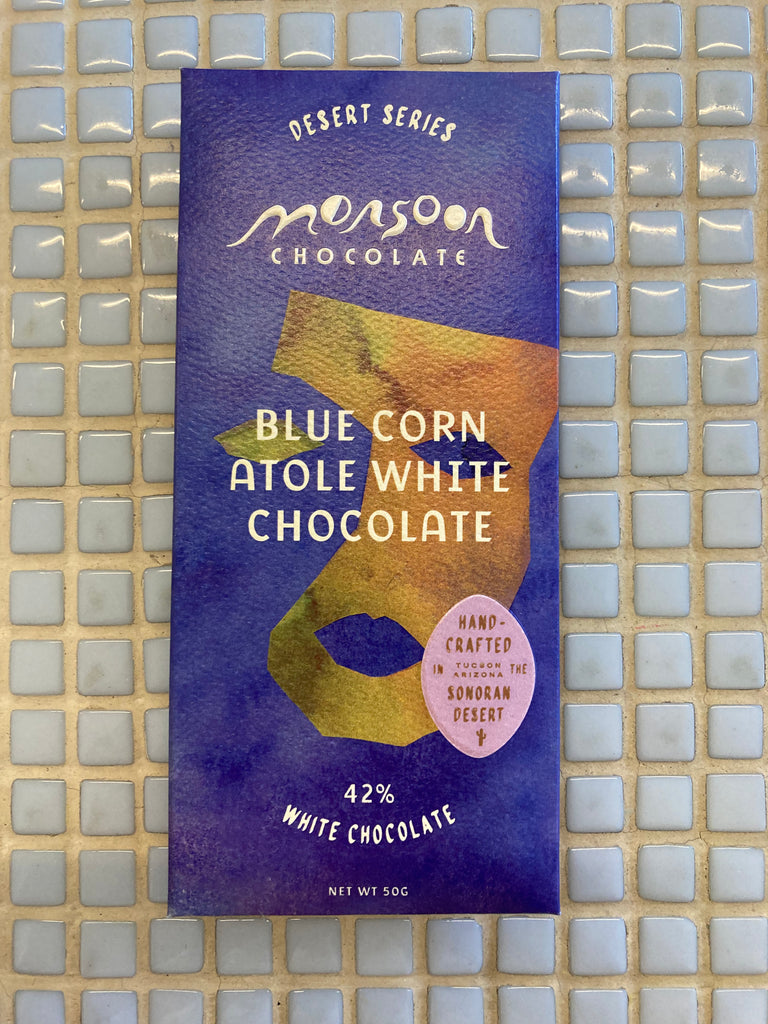 DESERT SERIES
monsoon
CHOCOLATE
BLUE CORN
ATOLE WHITE
CHOCOLATE
HAND-
CRAFTED
IN TUCSON ARIZONA THE
SONORAN
DESERT
42%
WHITE CHOCOLATE
NET WT 50G